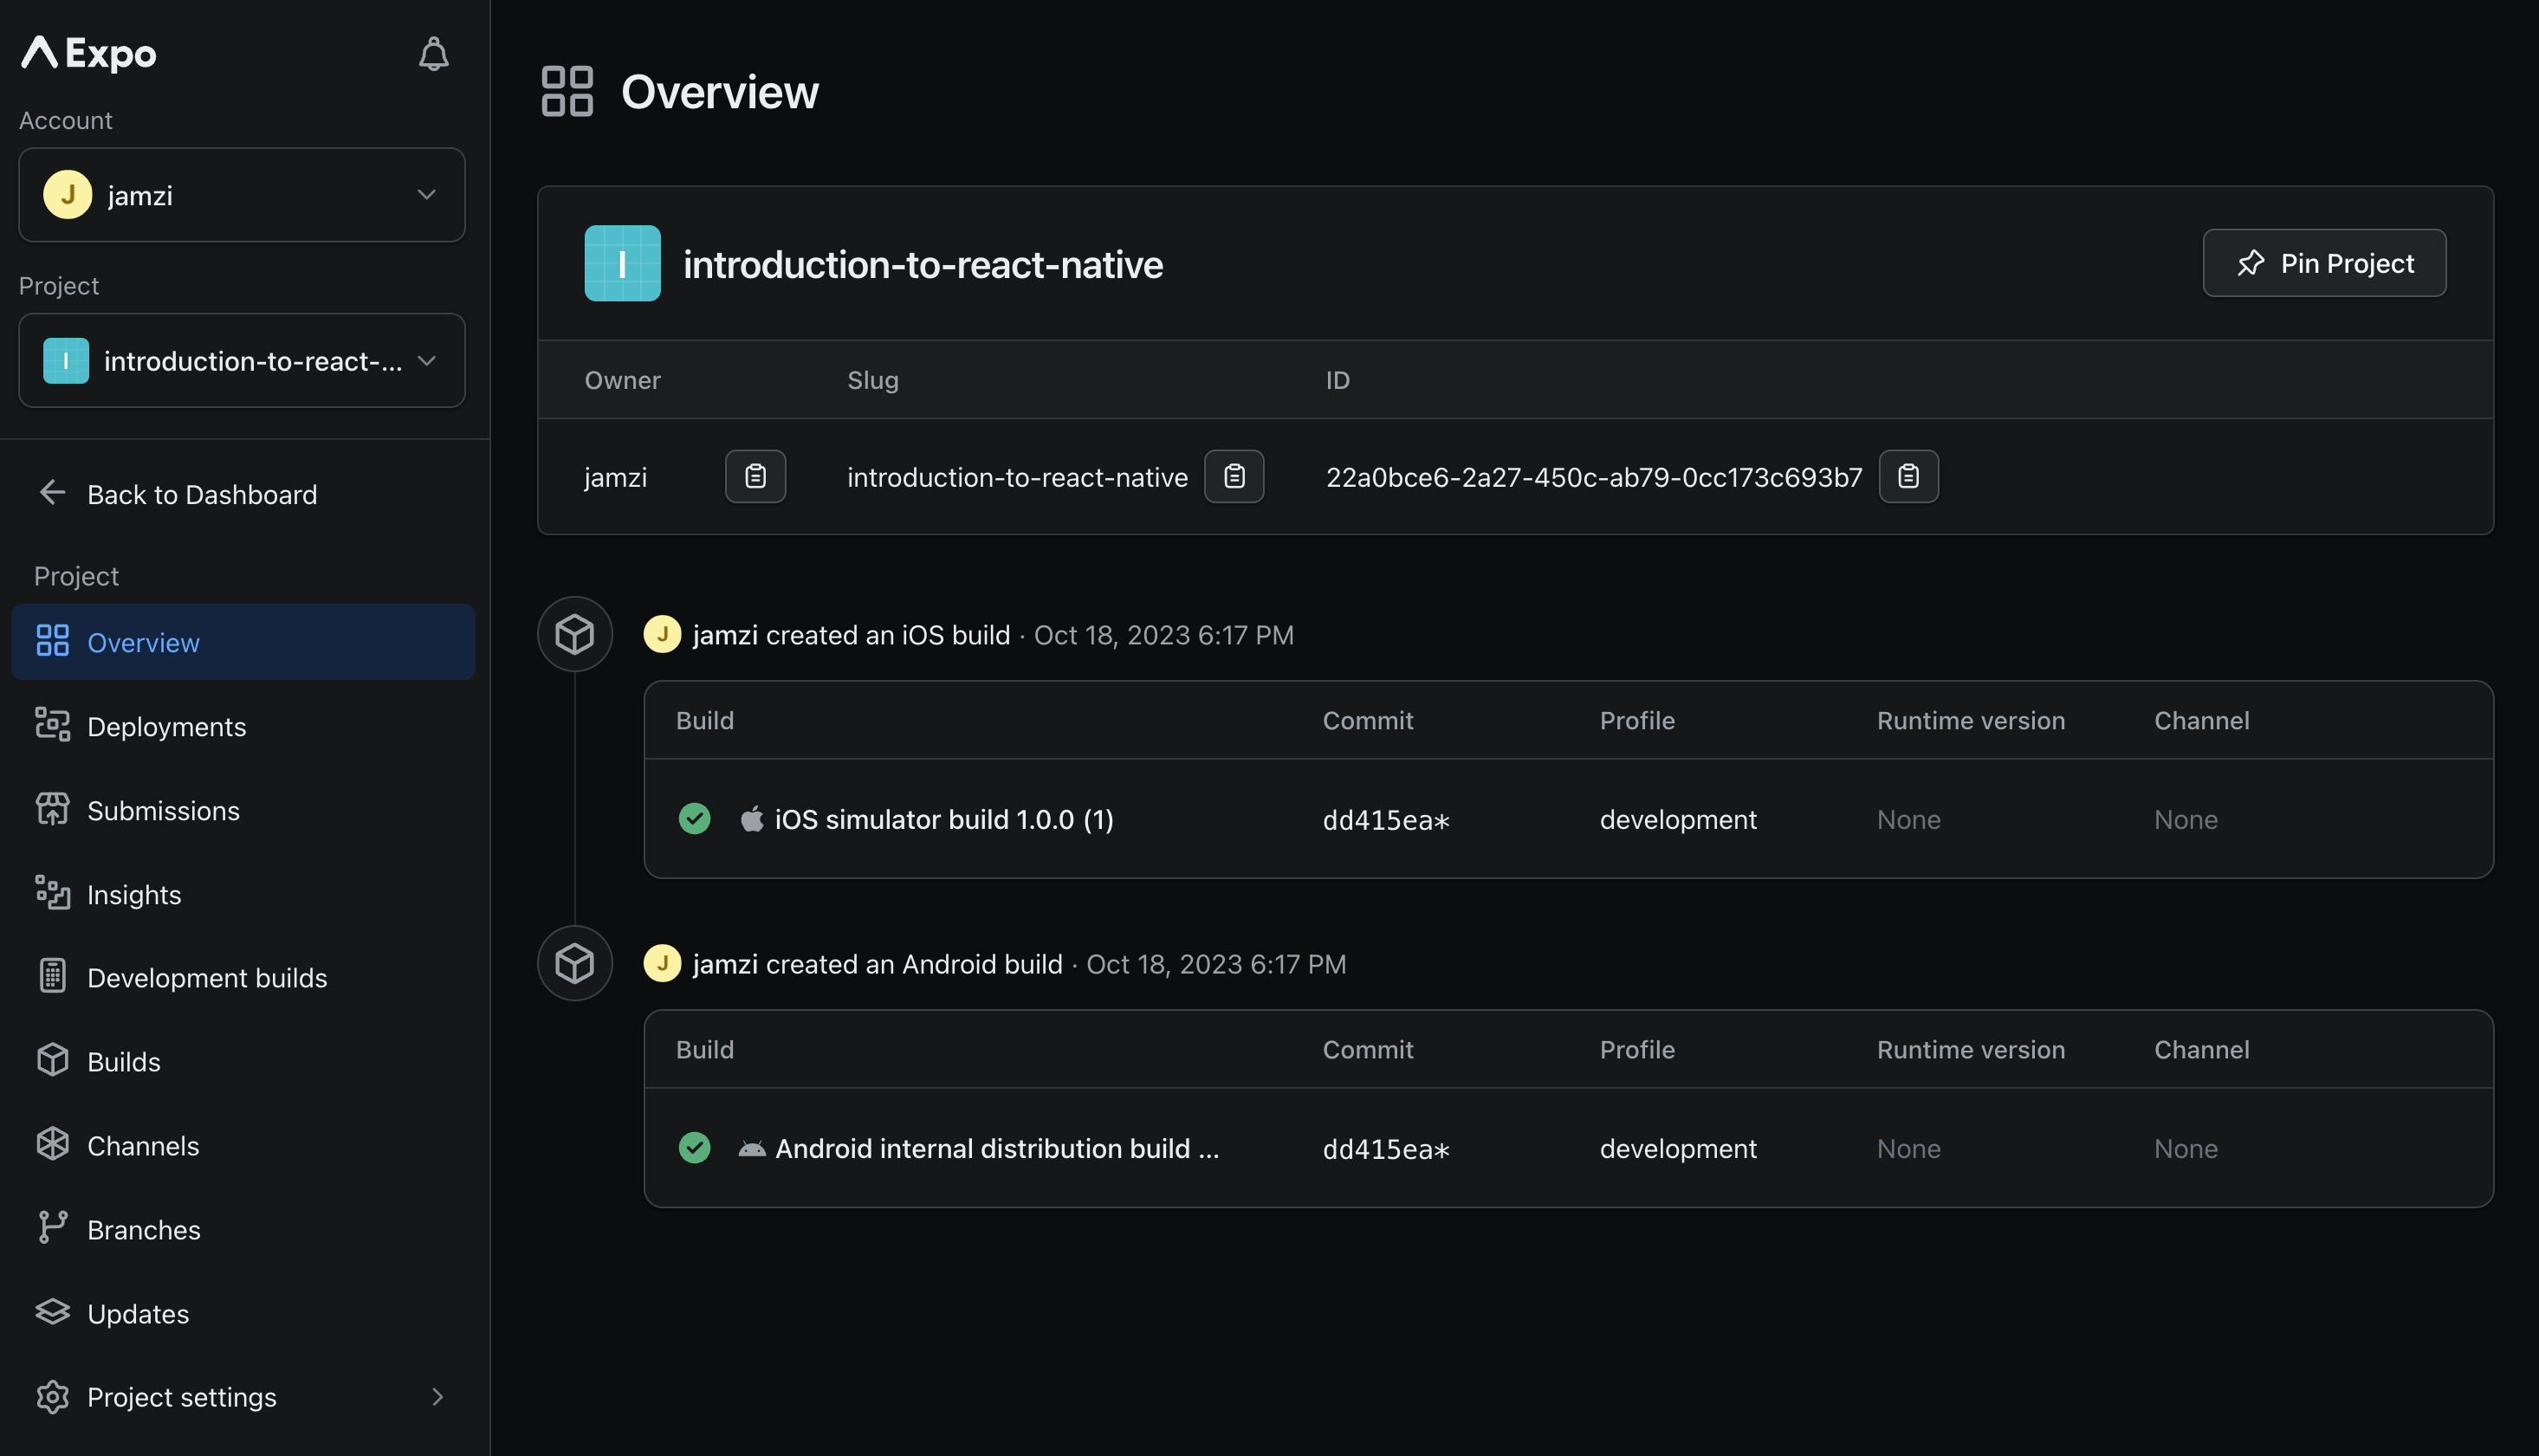 Expo
Account
J jamzi
Project
I introduction-to-react-...
Back to Dashboard
Project
Overview
Deployments
Submissions
Insights
Development builds
Builds
Channels
Branches
Updates
Project settings
Overview
I introduction-to-react-native
Pin Project
Owner Slug ID
jamzi introduction-to-react-native 22a0bce6-2a27-450c-ab79-0cc173c693b7
J jamzi created an iOS build · Oct 18, 2023 6:17 PM
Build Commit Profile Runtime version Channel
iOS simulator build 1.0.0 (1) dd415ea* development None None
J jamzi created an Android build · Oct 18, 2023 6:17 PM
Build Commit Profile Runtime version Channel
Android internal distribution build ... dd415ea* development None None